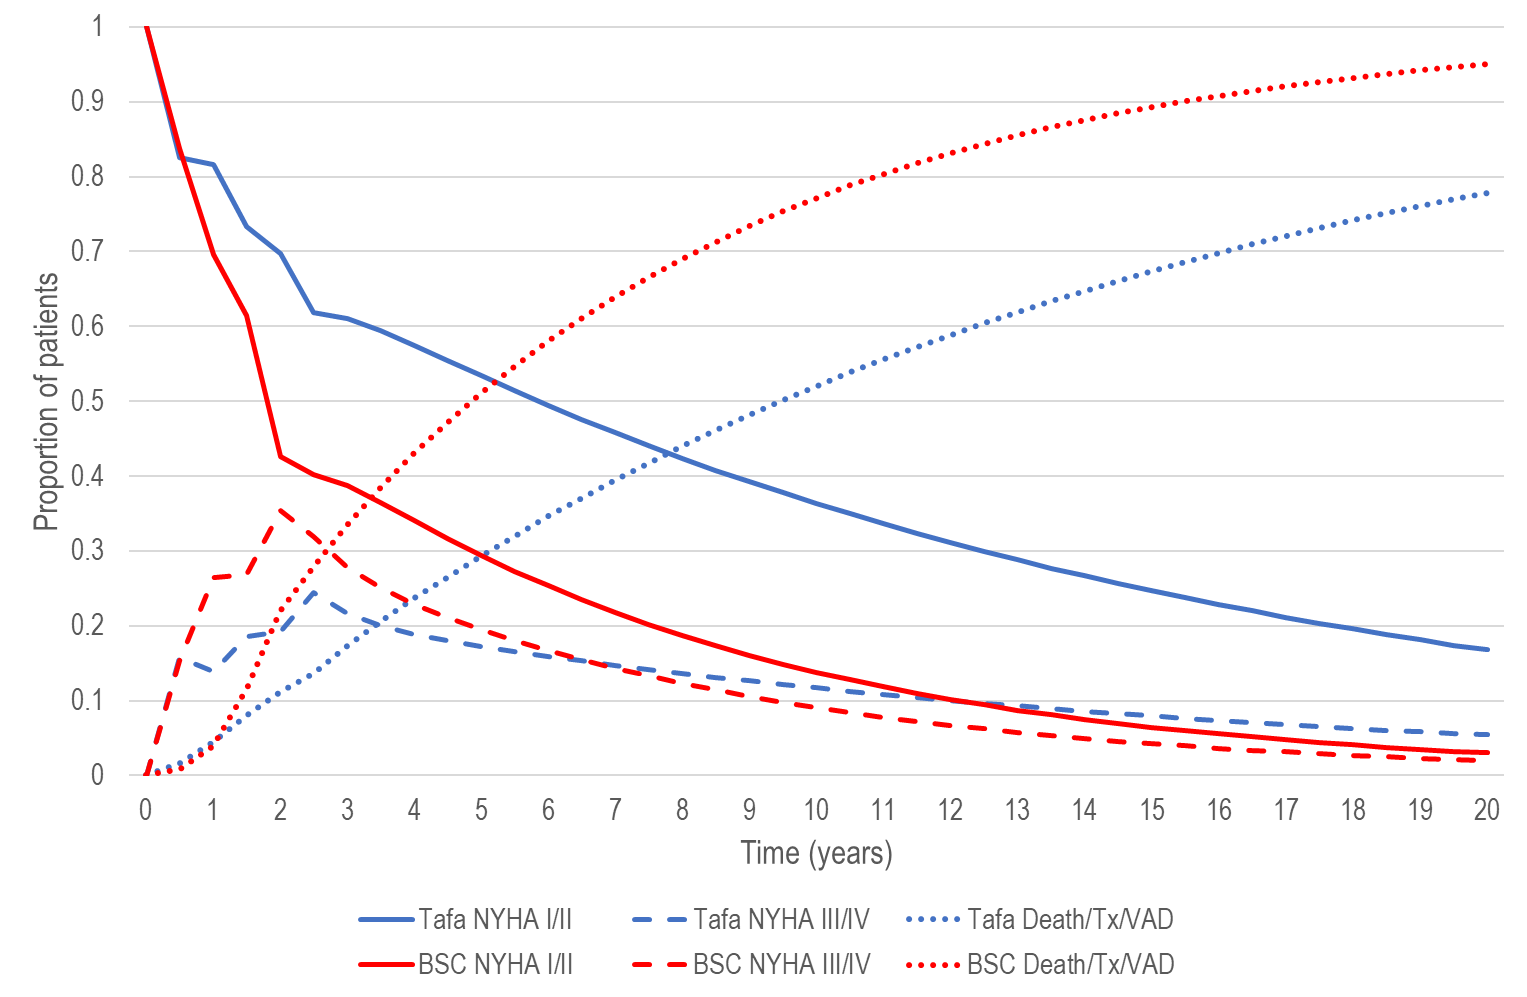 1
0.9
0.8
0.7
0.6
0.5
0.4
0.3
0.2
0.1
0
Proportion of patients
0 1 2 3 4 5 6 7 8 9 10 11 12 13 14 15 16 17 18 19 20
Time (years)
Tafa NYHA I/II Tafa NYHA III/IV Tafa Death/Tx/VAD
BSC NYHA I/II BSC NYHA III/IV BSC Death/Tx/VAD